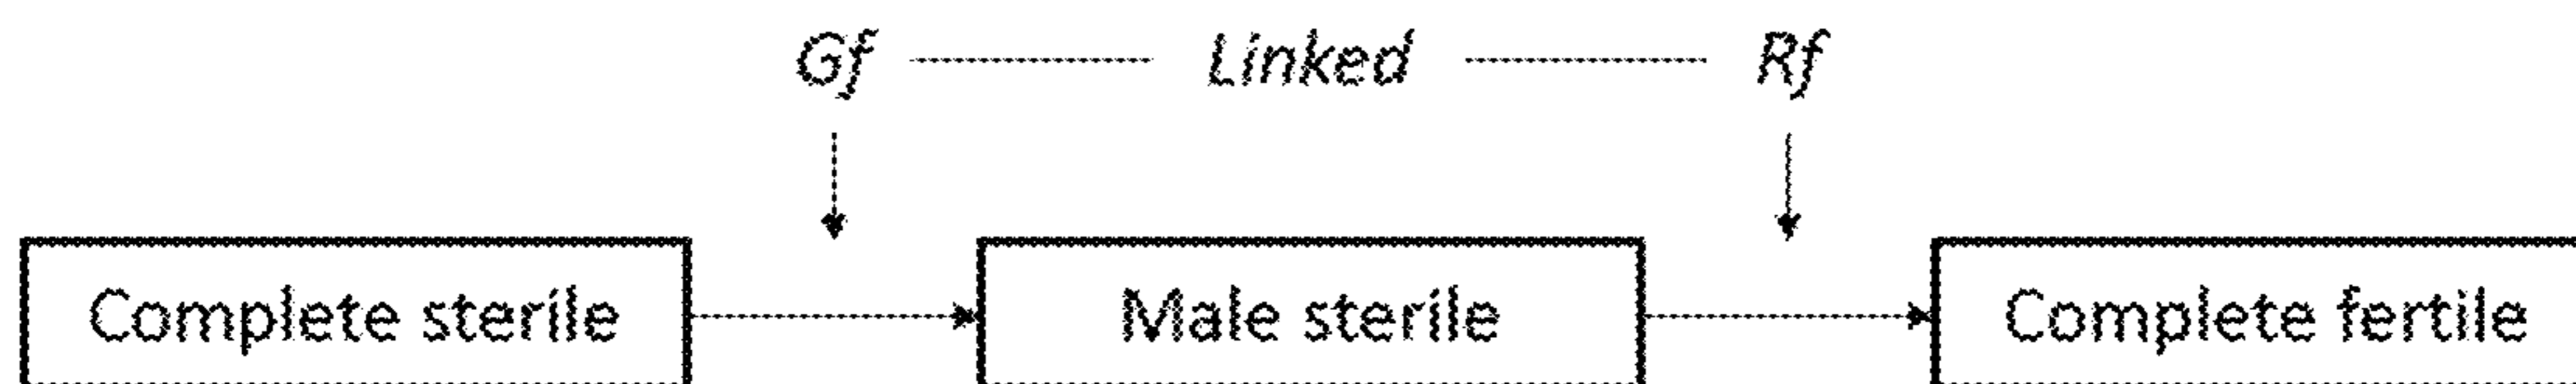 Gf Linked Rf
Complete sterile Male sterile Complete fertile